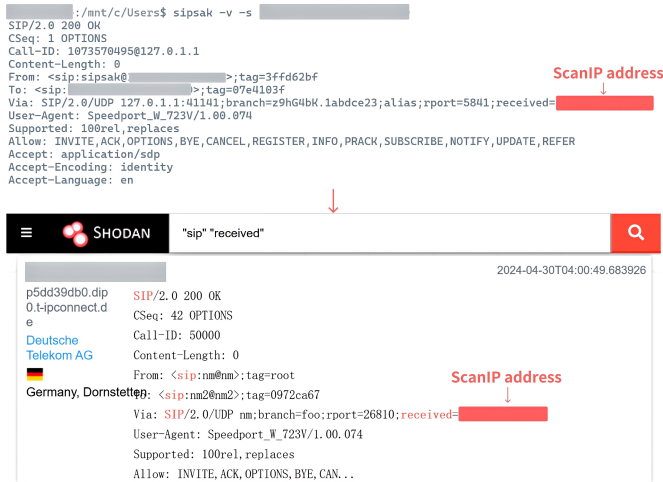 :/mnt/c/Users$ sipsak -v -s
SIP/2.0 200 OK
CSeq: 1 OPTIONS
Call-ID: 1073570495@127.0.1.1
Content-Length: 0
From: <sip:sipsak@ >;tag=3ffd62bf
To: <sip: >;tag=07e4103f
ScanIP address
Via: SIP/2.0/UDP 127.0.1.1:41141;branch=z9hG4bK.1abdce23;alias;rport=5841;received=
User-Agent: Speedport_W_723V/1.00.074
Supported: 100rel,replaces
Allow: INVITE,ACK,OPTIONS,BYE,CANCEL,REGISTER,INFO,PRACK,SUBSCRIBE,NOTIFY,UPDATE,REFER
Accept: application/sdp
Accept-Encoding: identity
Accept-Language: en
SHODAN
"sip" "received"
2024-04-30T04:00:49.683926
p5dd39db0.dip
0.t-ipconnect.d
e
Deutsche
Telekom AG
Germany, Dornstetten
SIP/2.0 200 OK
CSeq: 42 OPTIONS
Call-ID: 50000
Content-Length: 0
From: <sip:nm@nm>;tag=root
To: <sip:nm2@nm2>;tag=0972ca67
ScanIP address
Via: SIP/2.0/UDP nm;branch=foo;rport=26810;received=
User-Agent: Speedport_W_723V/1.00.074
Supported: 100rel,replaces
Allow: INVITE,ACK,OPTIONS,BYE,CAN...